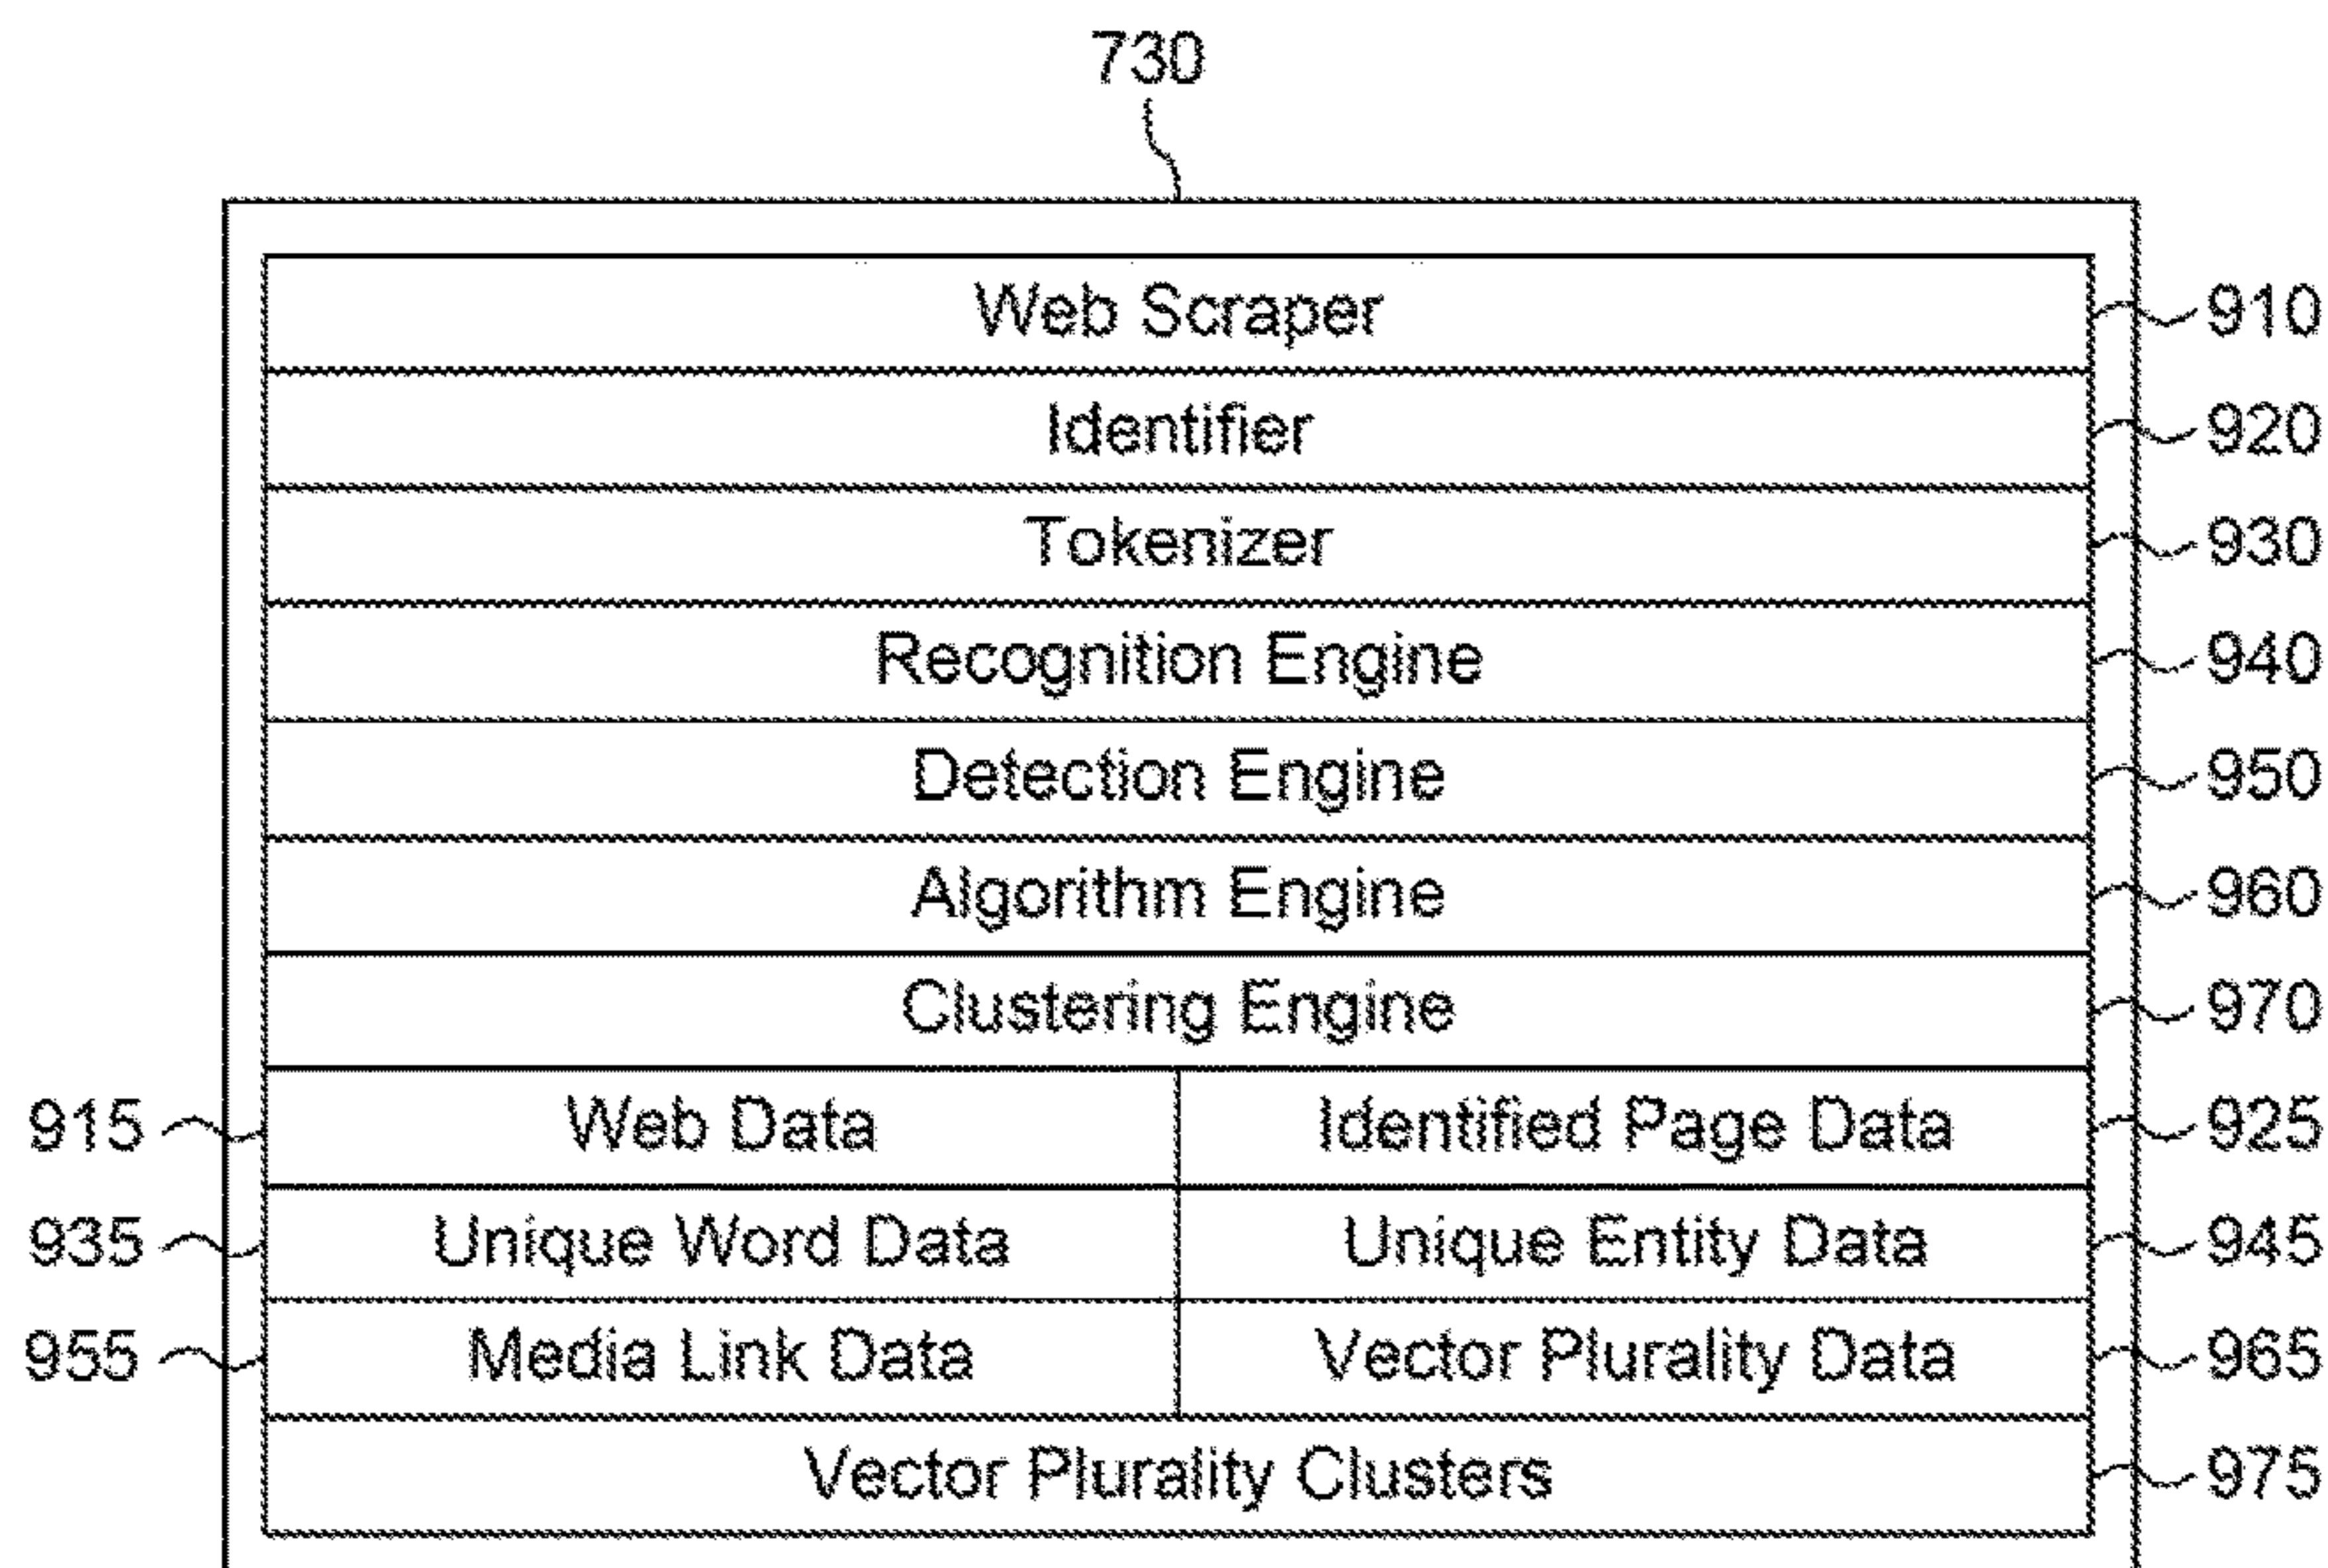 730
Web Scraper 910
Identifier 920
Tokenizer 930
Recognition Engine 940
Detection Engine 950
Algorithm Engine 960
Clustering Engine 970
915 Web Data Identified Page Data 925
935 Unique Word Data Unique Entity Data 945
955 Media Link Data Vector Plurality Data 965
Vector Plurality Clusters 975